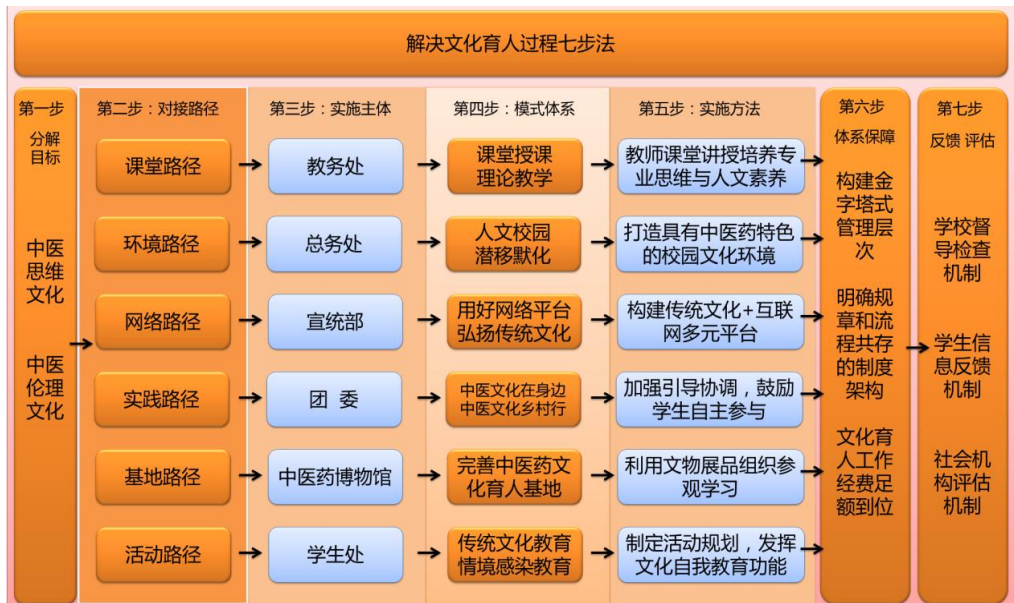 解决文化育人过程七步法
第一步
分解
目标
中医
思维
文化
中医
伦理
文化
第二步：对接路径
课堂路径
环境路径
网络路径
实践路径
基地路径
活动路径
第三步：实施主体
教务处
总务处
宣统部
团 委
中医药博物馆
学生处
第四步：模式体系
课堂授课
理论教学
人文校园
潜移默化
用好网络平台
弘扬传统文化
中医文化在身边
中医文化乡村行
完善中医药文
化育人基地
传统文化教育
情境感染教育
第五步：实施方法
教师课堂讲授培养专
业思维与人文素养
打造具有中医药特色
的校园文化环境
构建传统文化+互联
网多元平台
加强引导协调，鼓励
学生自主参与
利用文物展品组织参
观学习
制定活动规划，发挥
文化自我教育功能
第六步
体系保障
构建金
字塔式
管理层
次
明确规
章和流
程共存
的制度
架构
文化育
人工作
经费足
额到位
第七步
反馈 评估
学校督
导检查
机制
学生信
息反馈
机制
社会机
构评估
机制